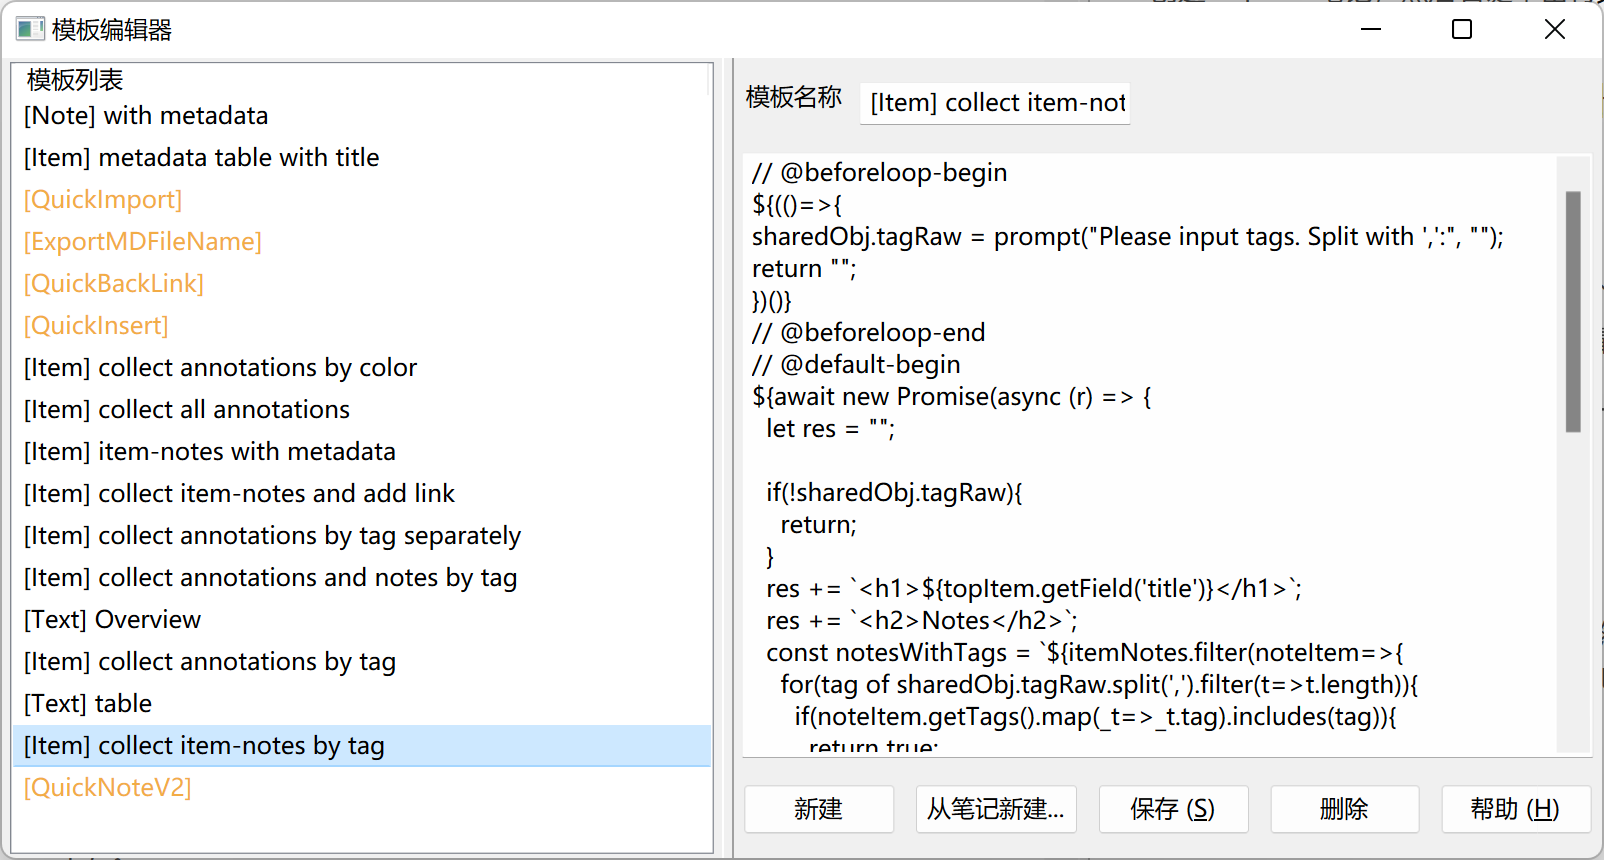 模板编辑器
模板列表
[Note] with metadata
[Item] metadata table with title
[QuickImport]
[ExportMDFileName]
[QuickBackLink]
[QuickInsert]
[Item] collect annotations by color
[Item] collect all annotations
[Item] item-notes with metadata
[Item] collect item-notes and add link
[Item] collect annotations by tag separately
[Item] collect annotations and notes by tag
[Text] Overview
[Item] collect annotations by tag
[Text] table
[Item] collect item-notes by tag
[QuickNoteV2]
模板名称 [Item] collect item-not
// @beforeloop-begin
${(()=>{
sharedObj.tagRaw = prompt("Please input tags. Split with ',':", "");
return "";
})()}
// @beforeloop-end
// @default-begin
${await new Promise(async (r) => {
  let res = "";
  if(!sharedObj.tagRaw){
    return;
  }
  res += `<h1>${topItem.getField('title')}</h1>`;
  res += `<h2>Notes</h2>`;
  const notesWithTags = `${itemNotes.filter(noteItem=>{
    for(tag of sharedObj.tagRaw.split(',').filter(t=>t.length)){
      if(noteItem.getTags().map(_t=>_t.tag).includes(tag)){
        return true;
新建 从笔记新建... 保存 (S) 删除 帮助 (H)